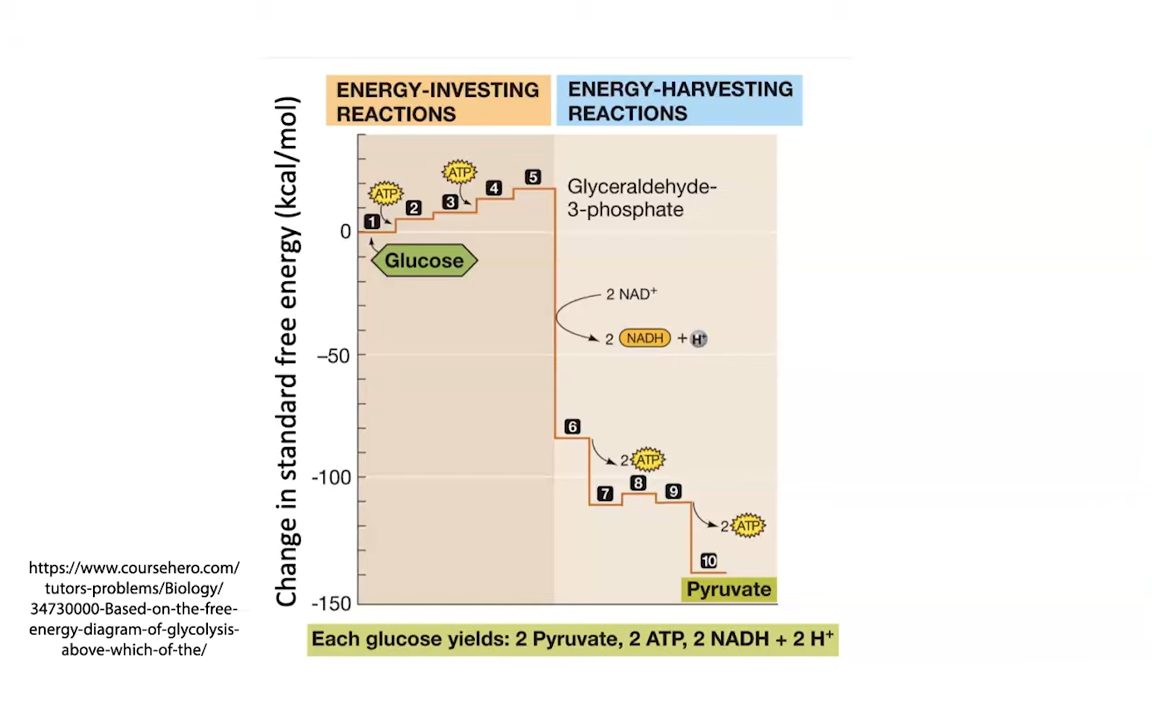 ENERGY-INVESTING
REACTIONS
ENERGY-HARVESTING
REACTIONS
Change in standard free energy (kcal/mol)
0
–50
-100
-150
ATP
ATP
1
2
3
4
5
Glucose
Glyceraldehyde-
3-phosphate
2 NAD⁺
2 NADH + H⁺
6
2 ATP
7
8
9
2 ATP
10
Pyruvate
https://www.coursehero.com/
tutors-problems/Biology/
34730000-Based-on-the-free-
energy-diagram-of-glycolysis-
above-which-of-the/
Each glucose yields: 2 Pyruvate, 2 ATP, 2 NADH + 2 H⁺